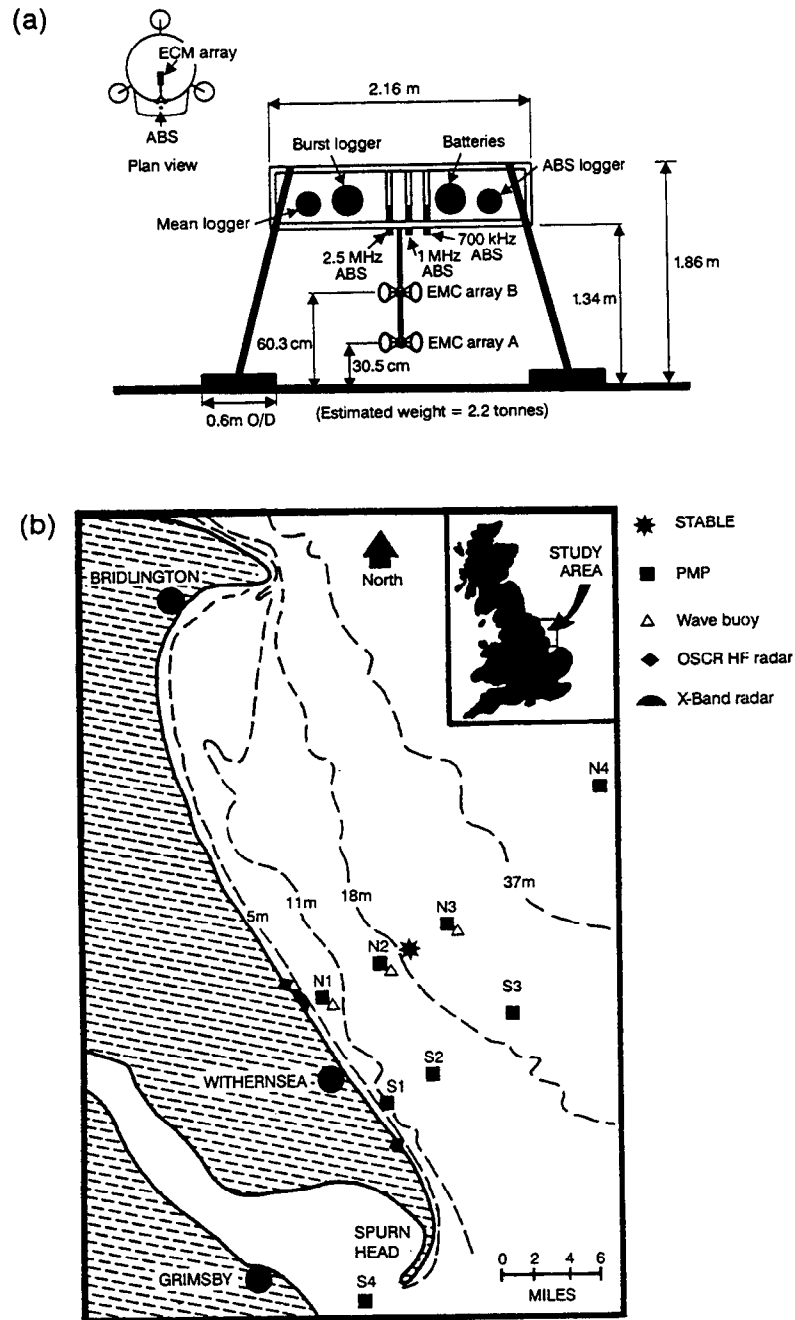 (a)
ECM array
ABS
Plan view
2.16 m
Burst logger
Batteries
ABS logger
Mean logger
2.5 MHz
ABS
1 MHz
ABS
700 kHz
ABS
EMC array B
EMC array A
60.3 cm
30.5 cm
1.34 m
1.86 m
0.6m O/D
(Estimated weight = 2.2 tonnes)
(b)
BRIDLINGTON
North
STUDY
AREA
STABLE
PMP
Wave buoy
OSCR HF radar
X-Band radar
N4
37m
18m
11m
5m
N3
N2
N1
S3
S2
S1
WITHERNSEA
SPURN
HEAD
GRIMSBY
S4
0 2 4 6
MILES